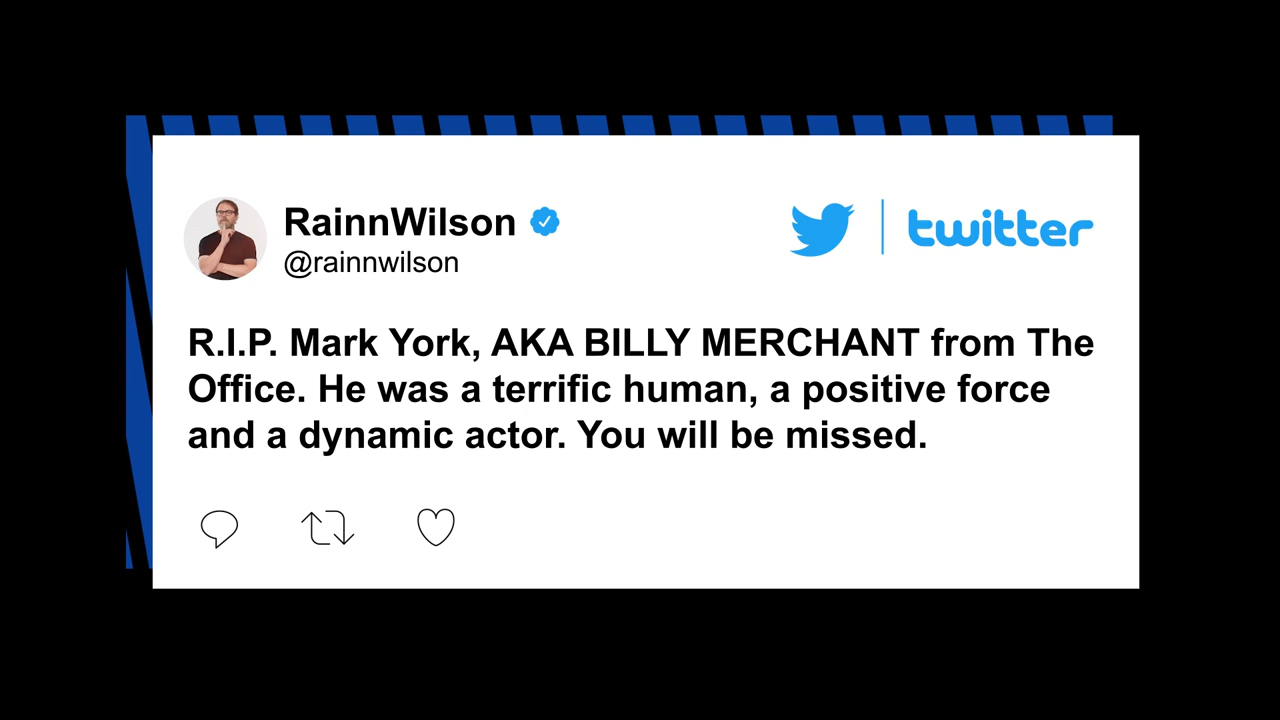 RainnWilson
@rainnwilson
twitter
R.I.P. Mark York, AKA BILLY MERCHANT from The
Office. He was a terrific human, a positive force
and a dynamic actor. You will be missed.